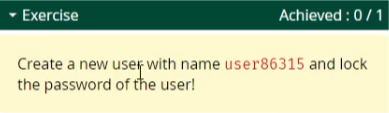 Exercise Achieved : 0 / 1
Create a new user with name user86315 and lock
the password of the user!